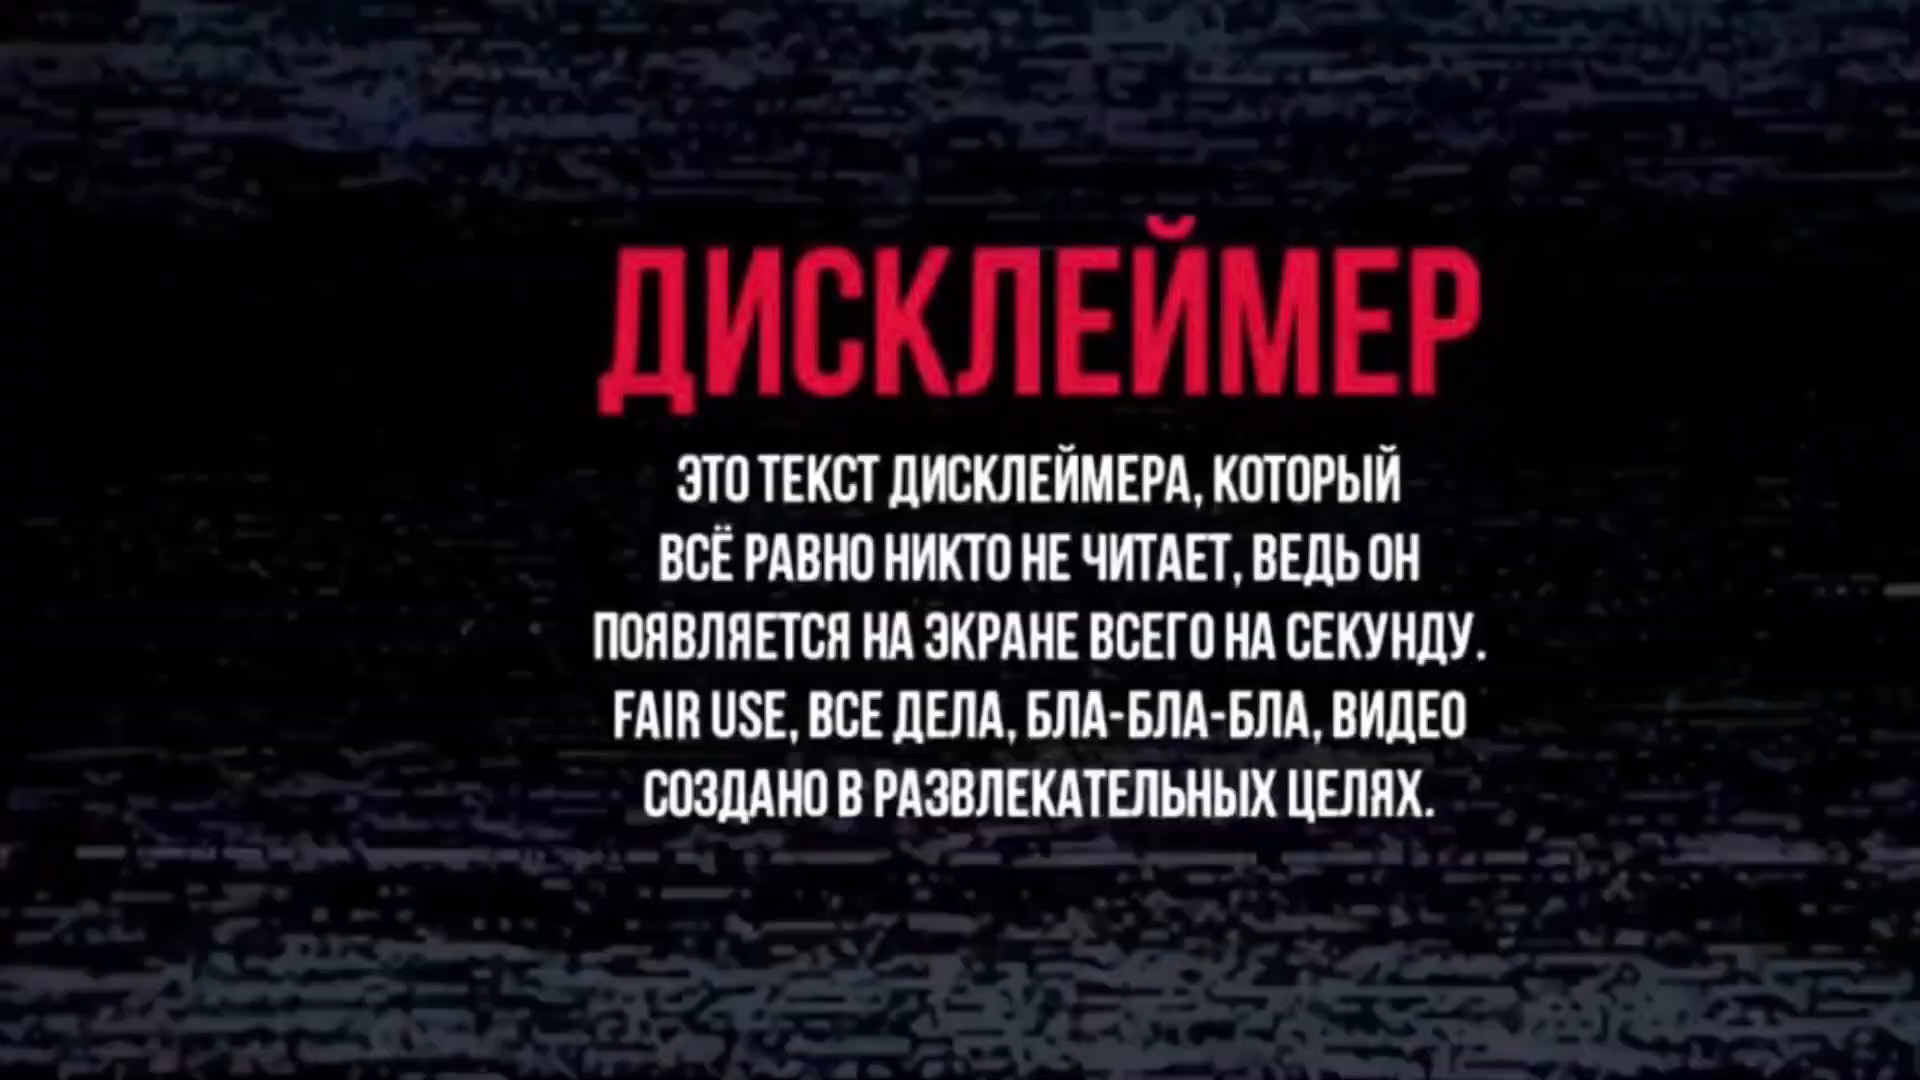 ДИСКЛЕЙМЕР
ЭТО ТЕКСТ ДИСКЛЕЙМЕРА, КОТОРЫЙ
ВСЁ РАВНО НИКТО НЕ ЧИТАЕТ, ВЕДЬ ОН
ПОЯВЛЯЕТСЯ НА ЭКРАНЕ ВСЕГО НА СЕКУНДУ.
FAIR USE, ВСЕ ДЕЛА, БЛА-БЛА-БЛА, ВИДЕО
СОЗДАНО В РАЗВЛЕКАТЕЛЬНЫХ ЦЕЛЯХ.